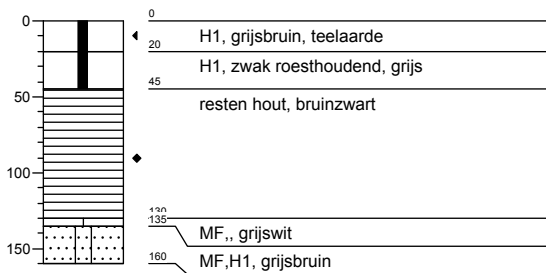 0
0
H1, grijsbruin, teelaarde
20
H1, zwak roesthoudend, grijs
45
50
resten hout, bruinzwart
100
130
135
MF,, grijswit
150
160
MF,H1, grijsbruin